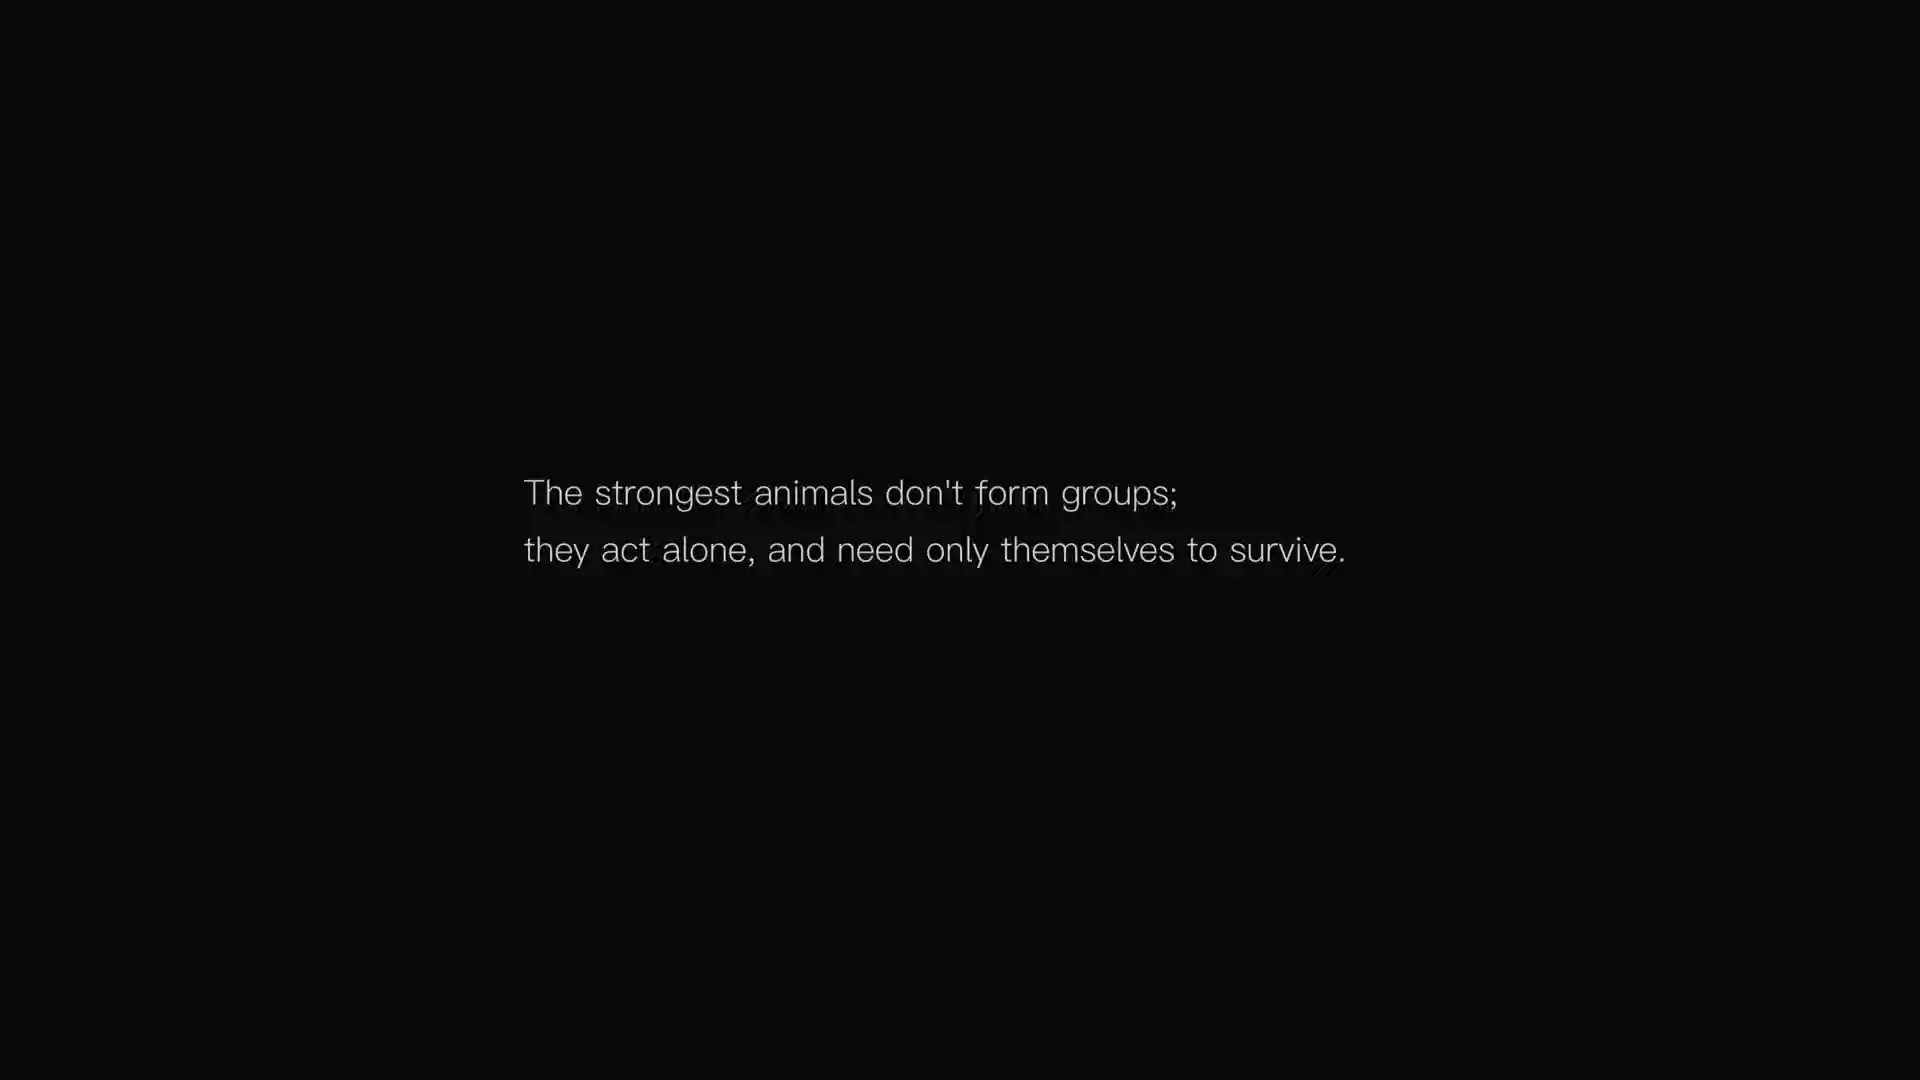 The strongest animals don't form groups;
they act alone, and need only themselves to survive.